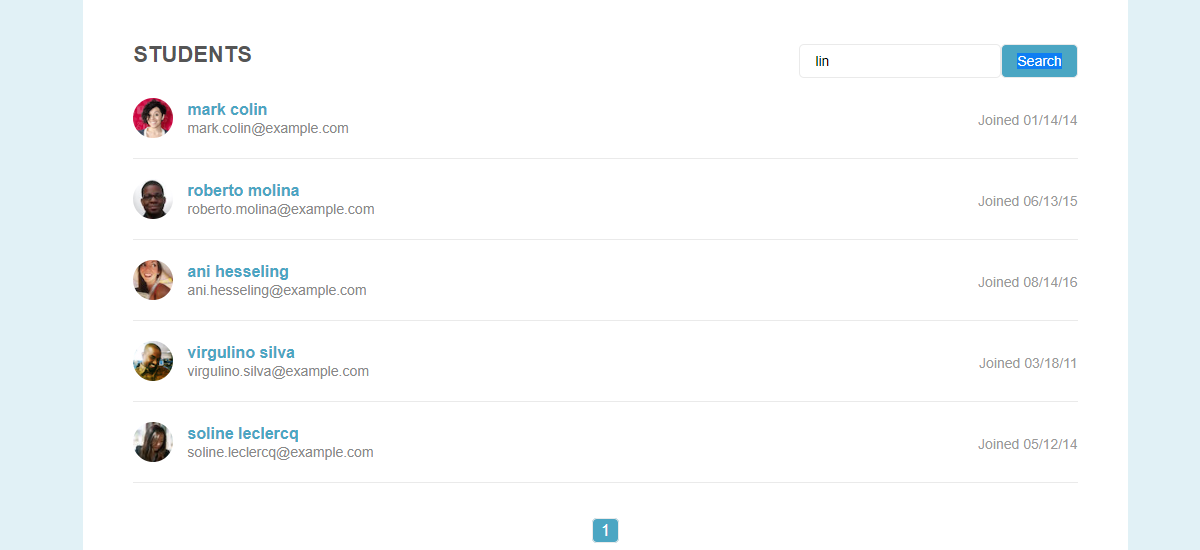 STUDENTS
lin
Search
mark colin
mark.colin@example.com
Joined 01/14/14
roberto molina
roberto.molina@example.com
Joined 06/13/15
ani hesseling
ani.hesseling@example.com
Joined 08/14/16
virgulino silva
virgulino.silva@example.com
Joined 03/18/11
soline leclercq
soline.leclercq@example.com
Joined 05/12/14
1